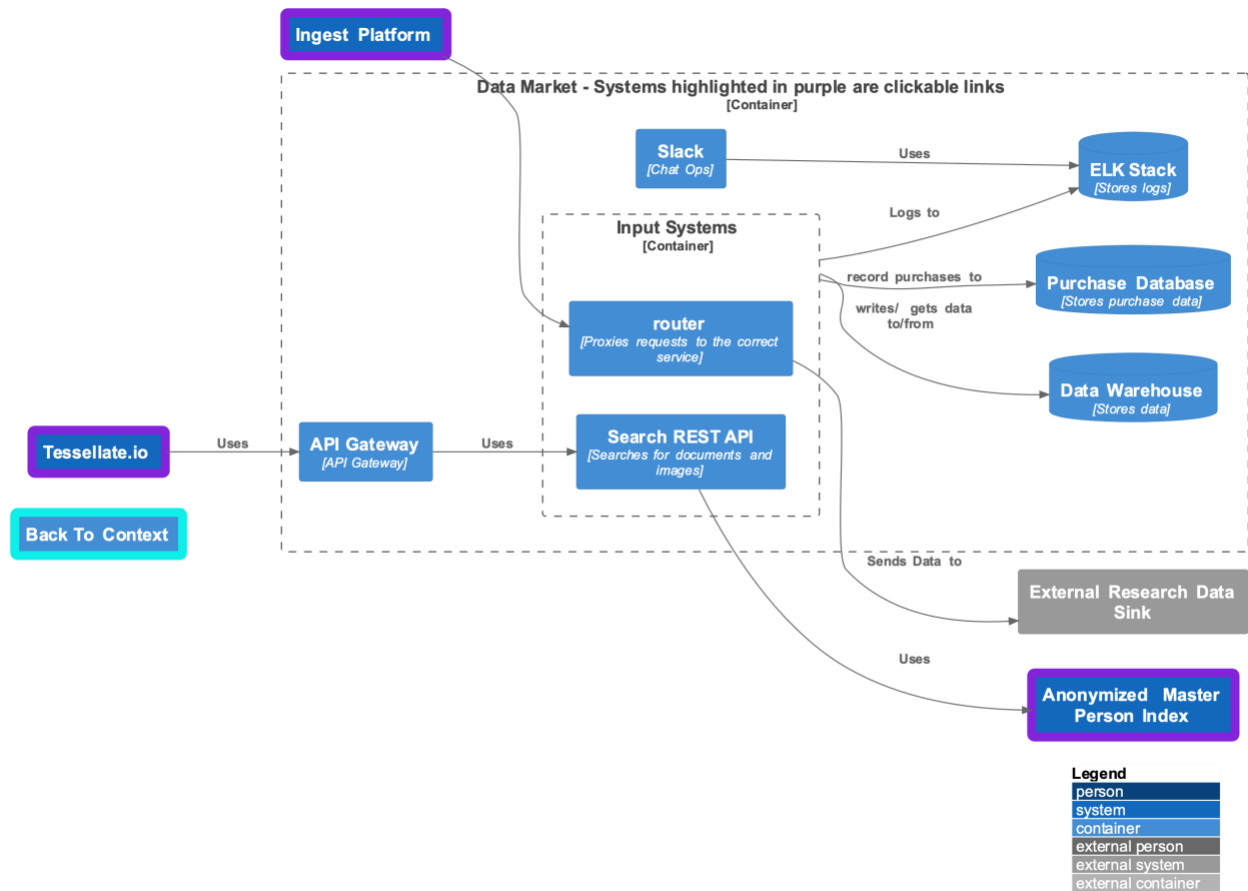 Ingest Platform
Data Market - Systems highlighted in purple are clickable links
[Container]
Slack
[Chat Ops]
Uses
ELK Stack
[Stores logs]
Logs to
Input Systems
[Container]
record purchases to
Purchase Database
[Stores purchase data]
writes/ gets data
to/from
router
[Proxies requests to the correct
service]
Data Warehouse
[Stores data]
Tessellate.io
Uses
API Gateway
[API Gateway]
Uses
Search REST API
[Searches for documents and
images]
Back To Context
Sends Data to
External Research Data
Sink
Uses
Anonymized Master
Person Index
Legend
person
system
container
external person
external system
external container